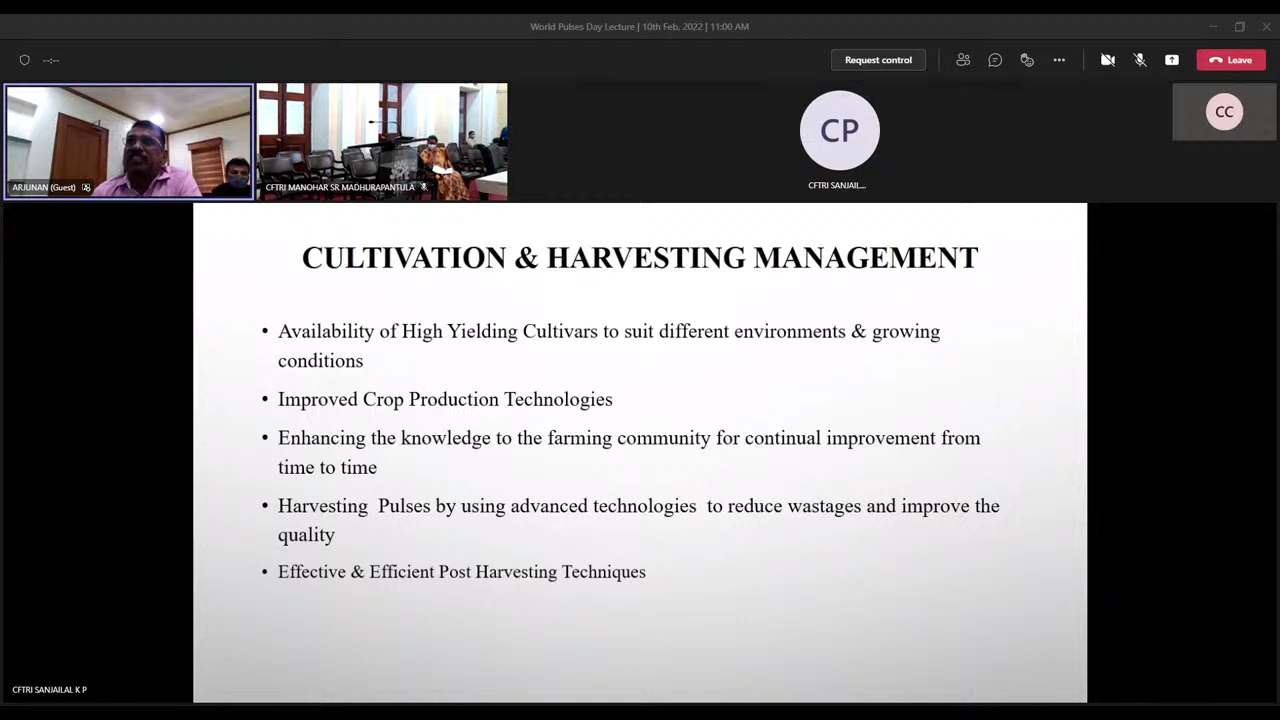 World Pulses Day Lecture | 10th Feb, 2022 | 11:00 AM
--:--
Request control
Leave
ARJUNAN (Guest)
CFTRI MANOHAR SR MADHURAPANTULA
CP
CFTRI SANJAIL...
CC
CULTIVATION & HARVESTING MANAGEMENT
• Availability of High Yielding Cultivars to suit different environments & growing
conditions
• Improved Crop Production Technologies
• Enhancing the knowledge to the farming community for continual improvement from
time to time
• Harvesting Pulses by using advanced technologies to reduce wastages and improve the
quality
• Effective & Efficient Post Harvesting Techniques
CFTRI SANJAILAL K P